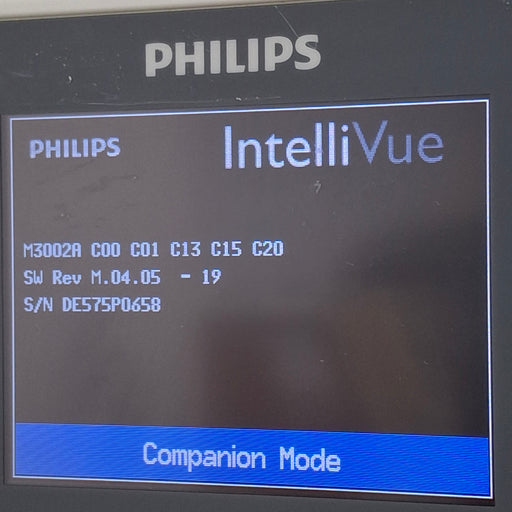 PHILIPS
PHILIPS IntelliVue
M3002A C00 C01 C13 C15 C20
SW Rev M.04.05 - 19
S/N DE575P0658
Companion Mode